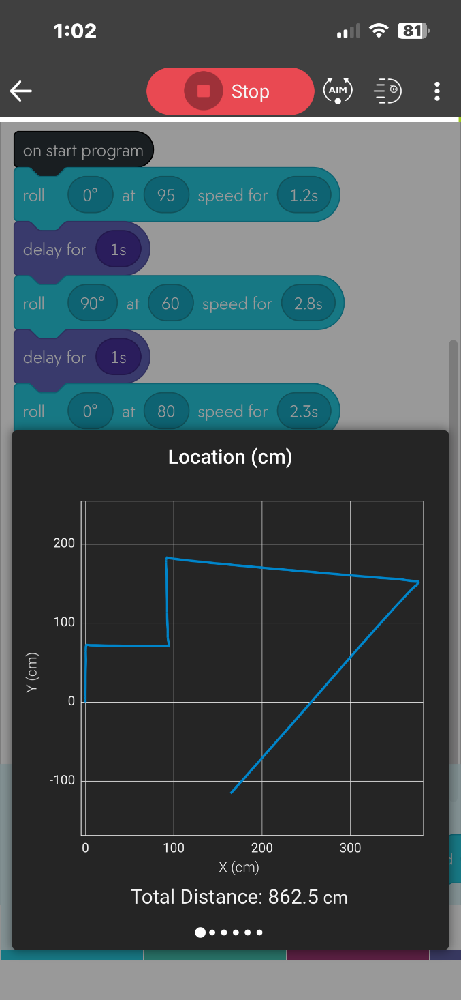 1:02
81
Stop
AIM
on start program
roll 0° at 95 speed for 1.2s
delay for 1s
roll 90° at 60 speed for 2.8s
delay for 1s
roll 0° at 80 speed for 2.3s
Location (cm)
200
100
0
-100
Y (cm)
0 100 200 300
X (cm)
Total Distance: 862.5 cm